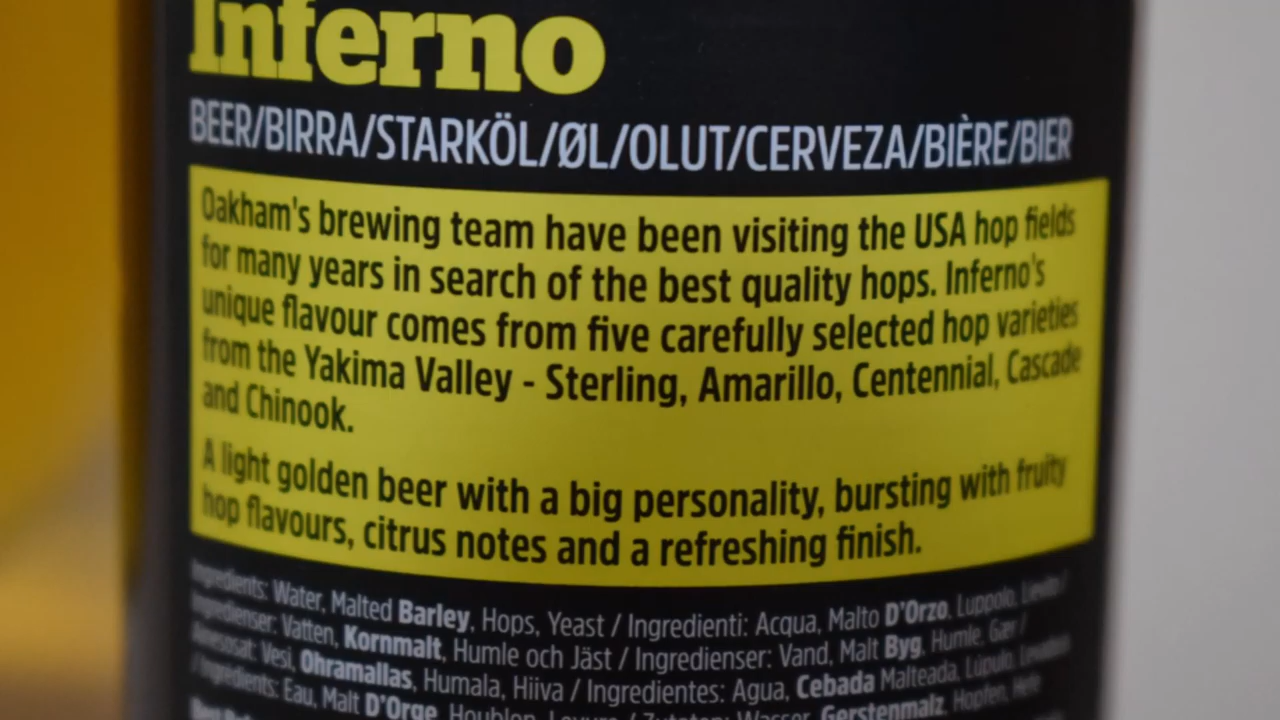 Inferno
BEER/BIRRA/STARKÖL/ØL/OLUT/CERVEZA/BIÈRE/BIER
Oakham's brewing team have been visiting the USA hop fields
for many years in search of the best quality hops. Inferno's
unique flavour comes from five carefully selected hop varieties
from the Yakima Valley - Sterling, Amarillo, Centennial, Cascade
and Chinook.
A light golden beer with a big personality, bursting with fruity
hop flavours, citrus notes and a refreshing finish.
Ingredients: Water, Malted Barley, Hops, Yeast / Ingredienti: Acqua, Malto D'Orzo, Luppolo, Lievito /
Ingredienser: Vatten, Kornmalt, Humle och Jäst / Ingredienser: Vand, Malt Byg, Humle, Gær /
Ainesosat: Vesi, Ohramallas, Humala, Hiiva / Ingredientes: Agua, Cebada Malteada, Lúpulo, Levadura
/ Ingrédients: Eau, Malt D'Orge, Houblon, Levure / Zutaten: Wasser, Gerstenmalz, Hopfen, Hefe